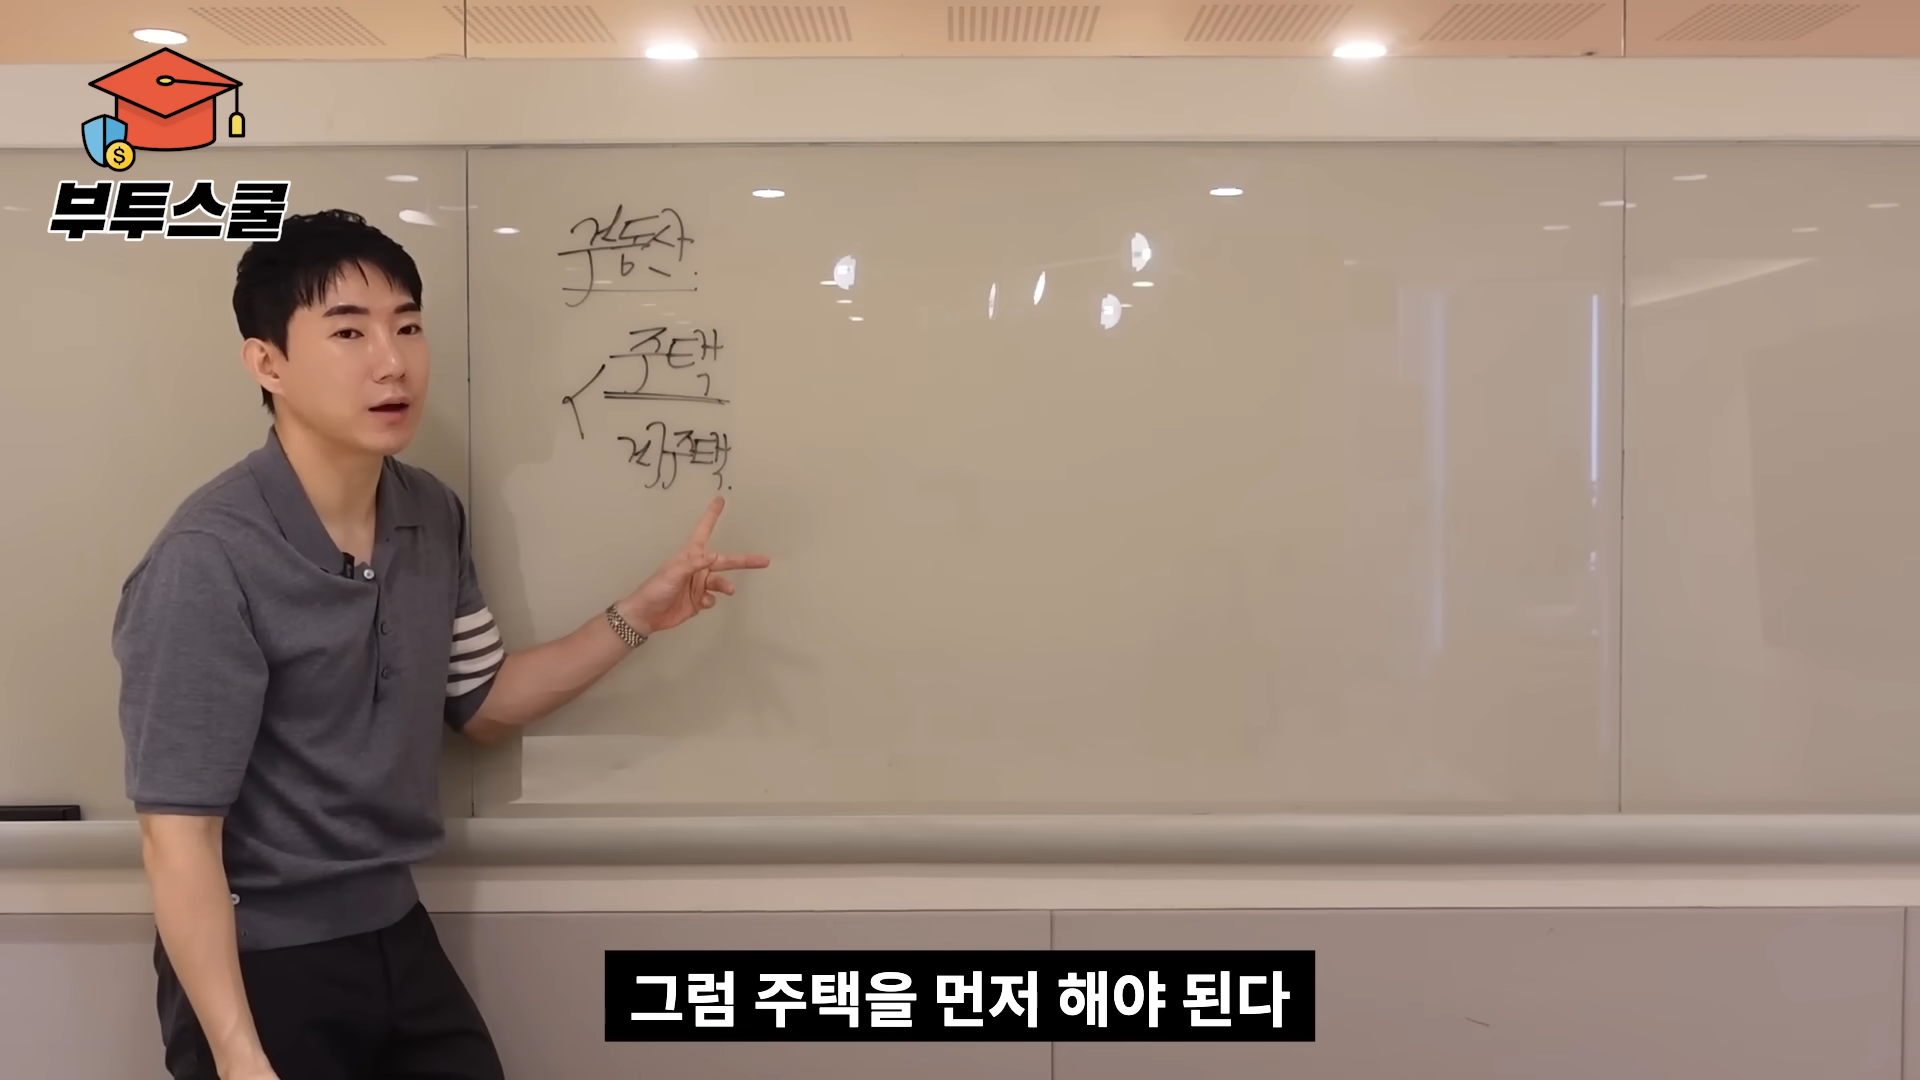 $
부투스쿨
부동산.
주택
비주택.
그럼 주택을 먼저 해야 된다